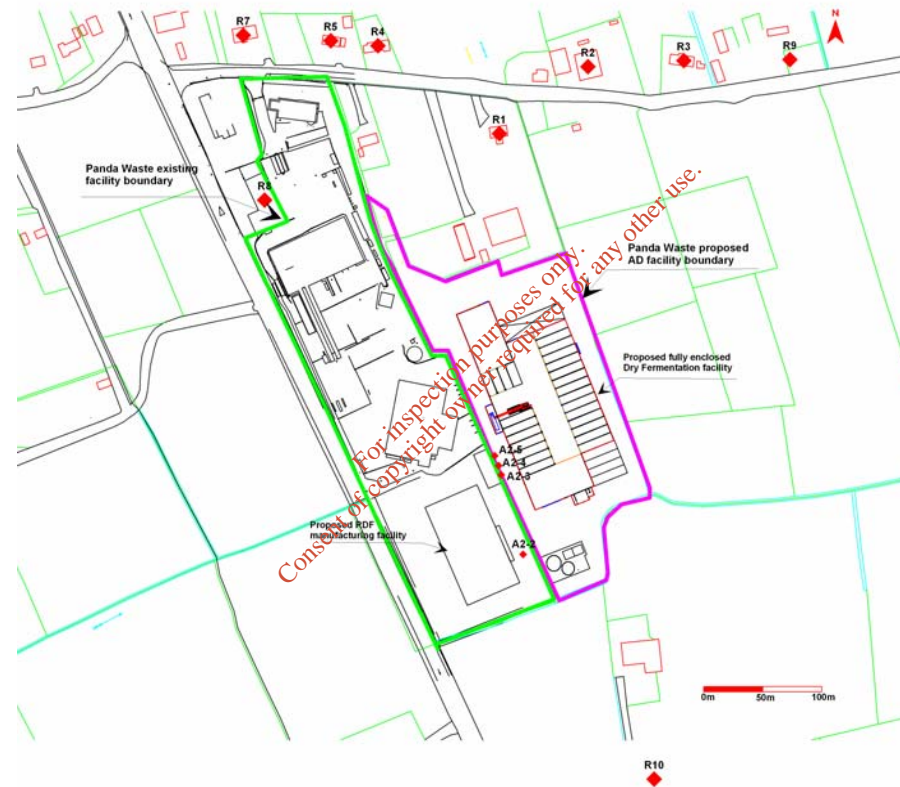 N
R7
R5
R4
R2
R3
R9
R1
Panda Waste existing
facility boundary
R8
Panda Waste proposed
AD facility boundary
Proposed fully enclosed
Dry Fermentation facility
For inspection purposes only.
Consent of copyright owner required for any other use.
A2-5
A2-4
A2-3
Proposed RDF
manufacturing facility
A2-2
0m 50m 100m
R10